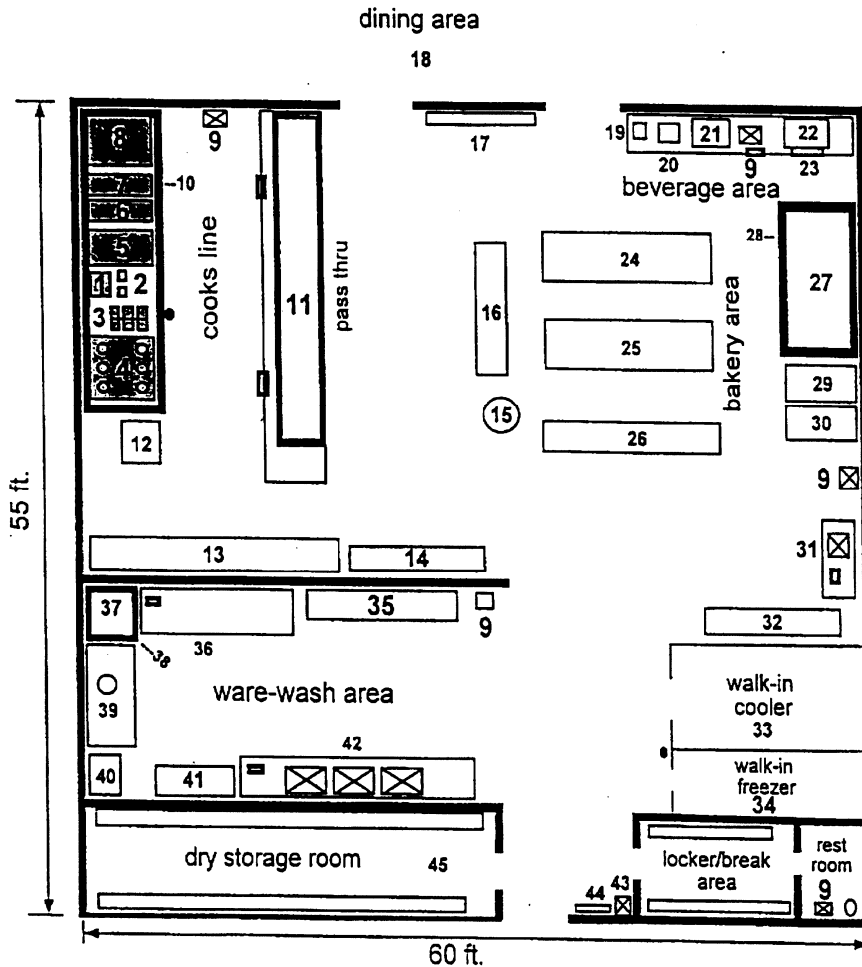 dining area
18
8
9
17
19
20
21
9
22
23
beverage area
7
10
6
5
1
2
3
4
cooks line
11
pass thru
16
15
24
25
26
bakery area
28
27
29
30
12
9
13
14
31
32
55 ft.
37
38
36
35
9
39
ware-wash area
walk-in
cooler
33
40
41
42
walk-in
freezer
34
dry storage room
45
locker/break
area
rest
room
9
44
43
60 ft.